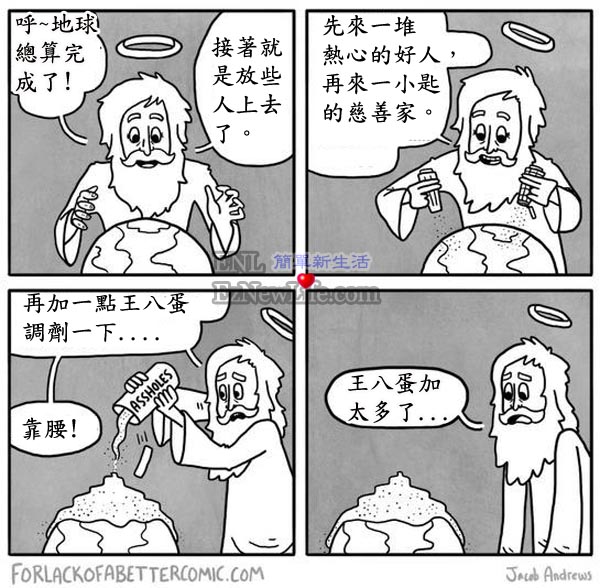 呼~地球
總算完
成了!
接著就
是放些
人上去
了。
先來一堆
熱心的好人，
再來一小匙
的慈善家。
ENL 簡單新生活
EzNewLife.com
再加一點王八蛋
調劑一下....
靠腰!
ASSHOLES
王八蛋加
太多了...
FORLACKOFABETTERCOMIC.COM
Jacob Andrews